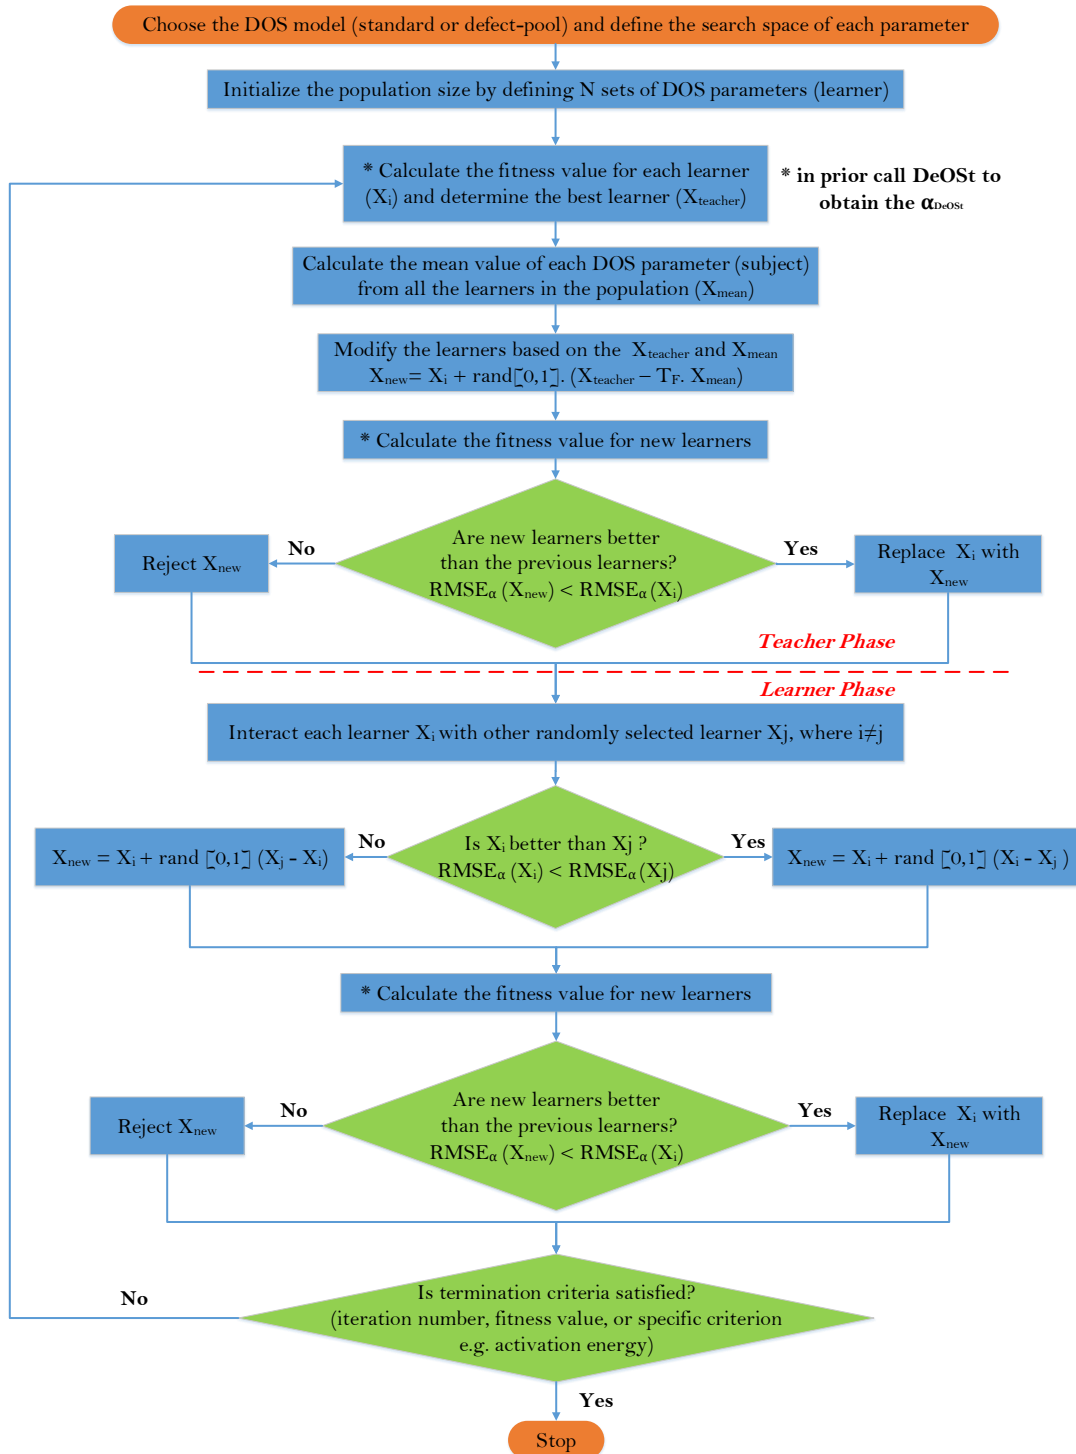 Choose the DOS model (standard or defect-pool) and define the search space of each parameter
Initialize the population size by defining N sets of DOS parameters (learner)
* Calculate the fitness value for each learner
(Xi) and determine the best learner (Xteacher)
* in prior call DeOSt to
obtain the αDeOSt
Calculate the mean value of each DOS parameter (subject)
from all the learners in the population (Xmean)
Modify the learners based on the Xteacher and Xmean
Xnew= Xi + rand[0,1]. (Xteacher – TF. Xmean)
* Calculate the fitness value for new learners
Are new learners better
than the previous learners?
RMSEα (Xnew) < RMSEα (Xi)
No
Reject Xnew
Yes
Replace Xi with
Xnew
Teacher Phase
Learner Phase
Interact each learner Xi with other randomly selected learner Xj, where i≠j
Is Xi better than Xj ?
RMSEα (Xi) < RMSEα (Xj)
No
Xnew = Xi + rand [0,1] (Xj - Xi)
Yes
Xnew = Xi + rand [0,1] (Xi - Xj )
* Calculate the fitness value for new learners
Are new learners better
than the previous learners?
RMSEα (Xnew) < RMSEα (Xi)
No
Reject Xnew
Yes
Replace Xi with
Xnew
Is termination criteria satisfied?
(iteration number, fitness value, or specific criterion
e.g. activation energy)
No
Yes
Stop